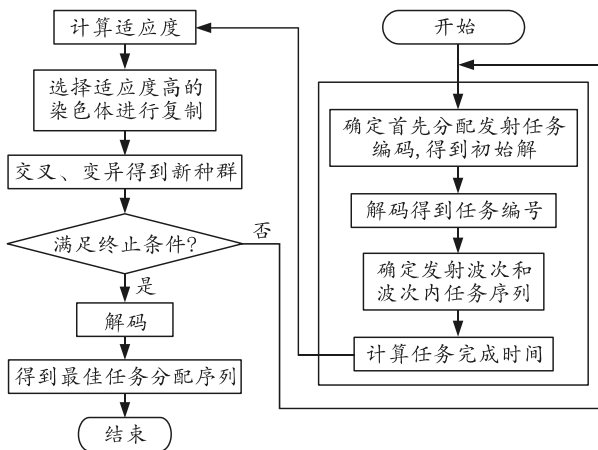 开始
确定首先分配发射任务
编码,得到初始解
解码得到任务编号
确定发射波次和
波次内任务序列
计算任务完成时间
计算适应度
选择适应度高的
染色体进行复制
交叉、变异得到新种群
满足终止条件?
否
是
解码
得到最佳任务分配序列
结束